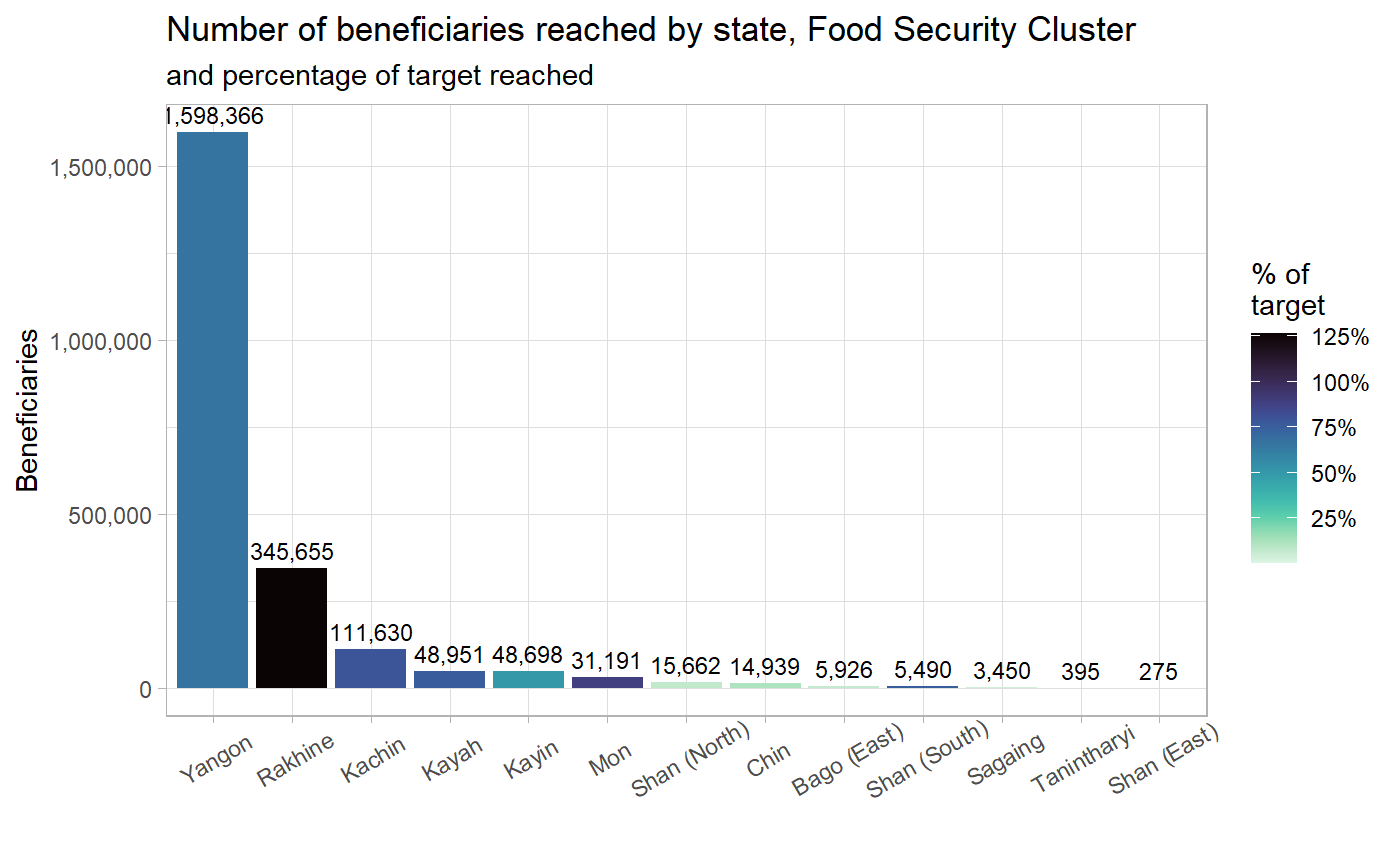 Number of beneficiaries reached by state, Food Security Cluster
and percentage of target reached
Beneficiaries
1,500,000
1,000,000
500,000
0
1,598,366
345,655
111,630
48,951
48,698
31,191
15,662
14,939
5,926
5,490
3,450
395
275
Yangon
Rakhine
Kachin
Kayah
Kayin
Mon
Shan (North)
Chin
Bago (East)
Shan (South)
Sagaing
Tanintharyi
Shan (East)
% of
target
125%
100%
75%
50%
25%